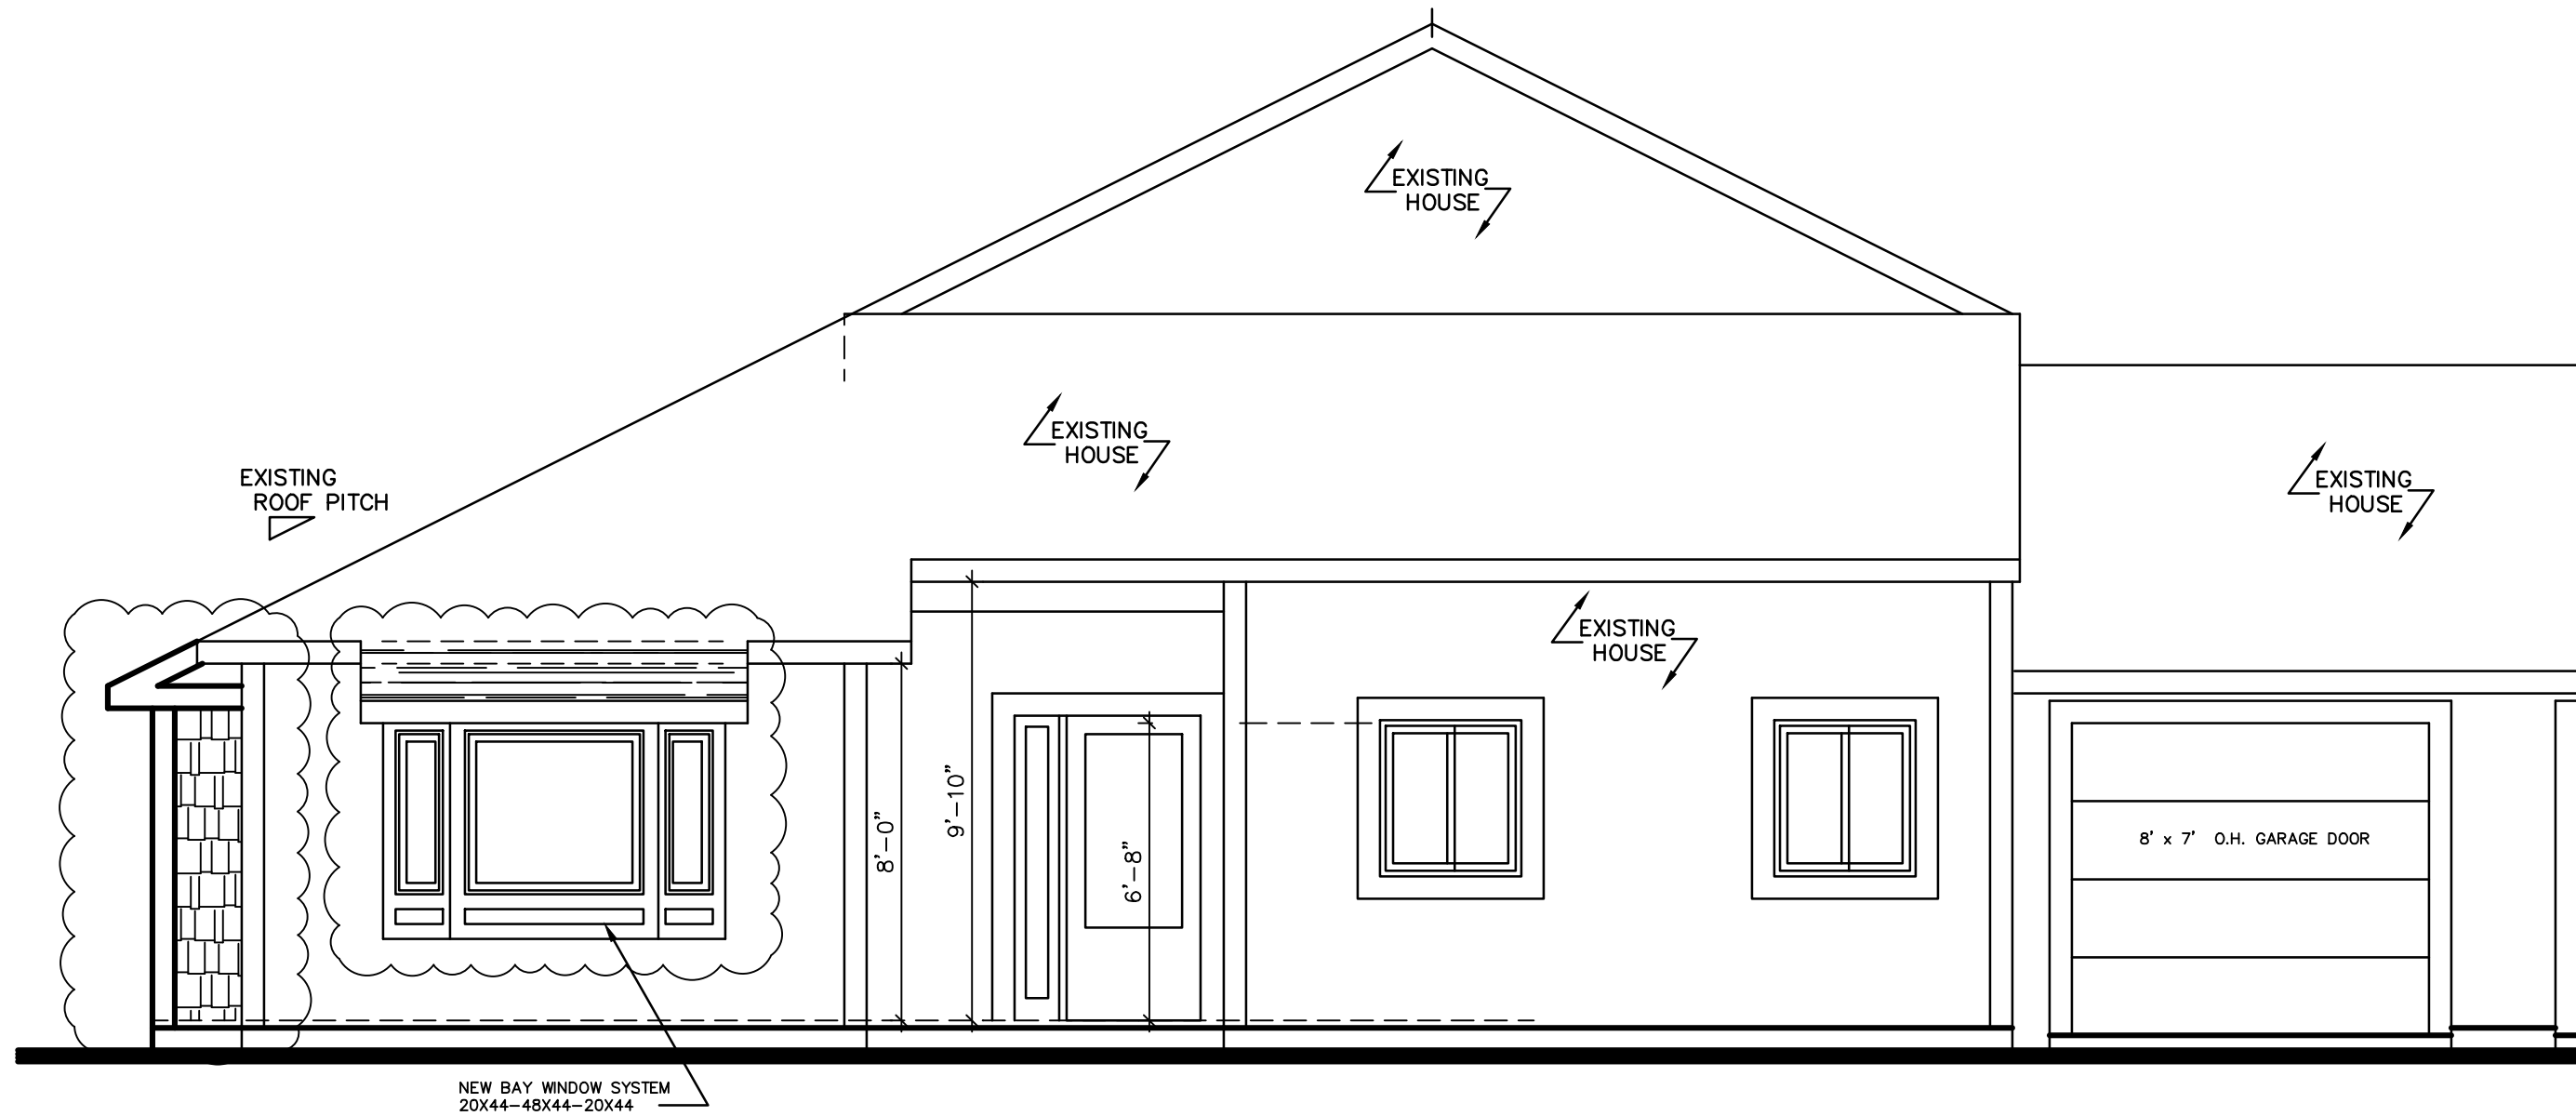 EXISTING
HOUSE
EXISTING
HOUSE
EXISTING
ROOF PITCH
EXISTING
HOUSE
EXISTING
HOUSE
8'-0"
9'-10"
6'-8"
8' x 7' O.H. GARAGE DOOR
NEW BAY WINDOW SYSTEM
20X44-48X44-20X44